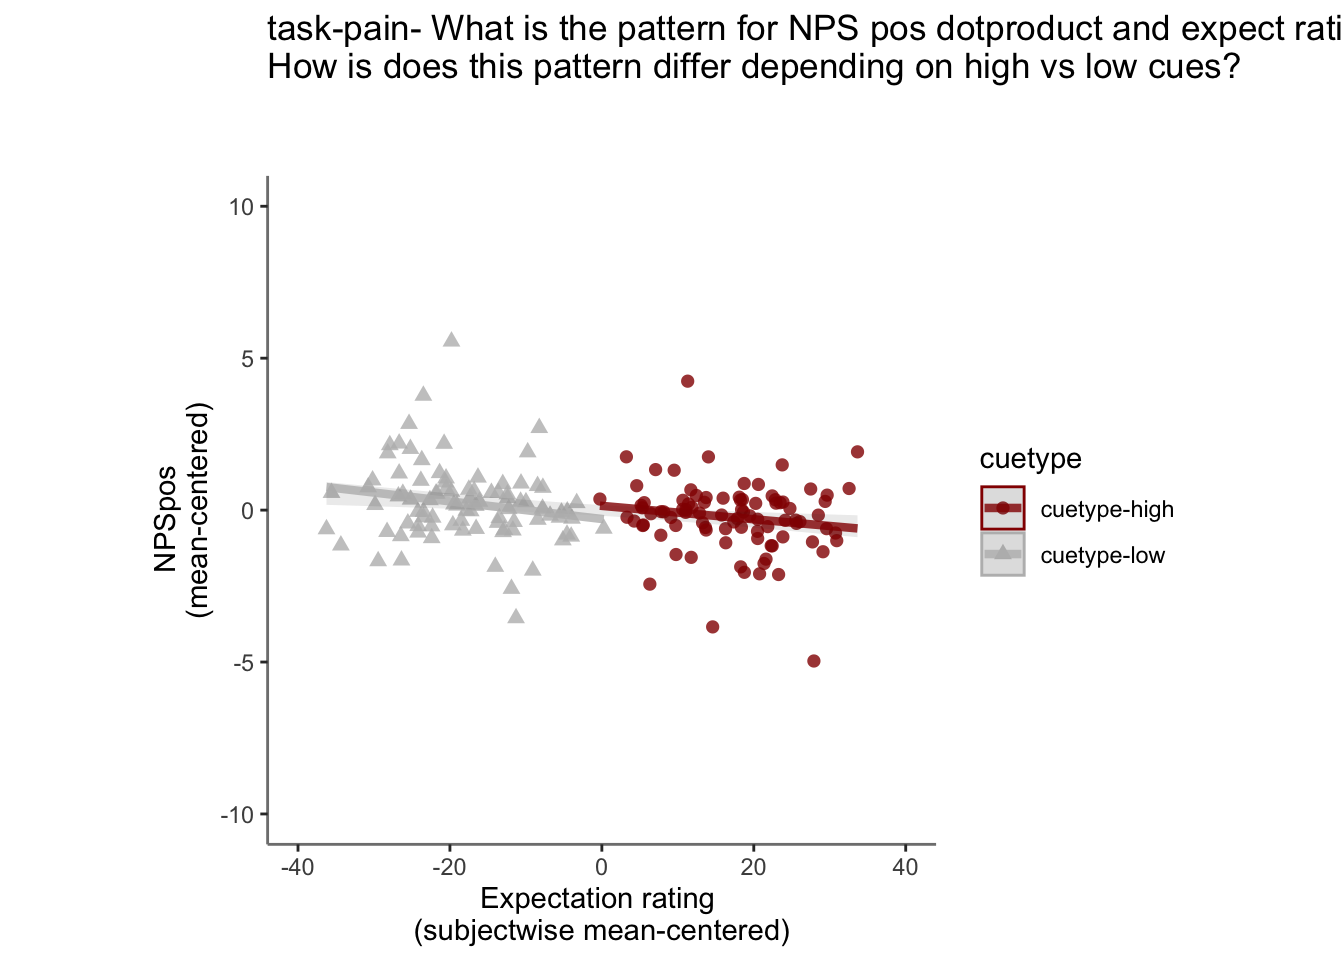 task-pain- What is the pattern for NPS pos dotproduct and expect rati
How is does this pattern differ depending on high vs low cues?
10
5
0
-5
-10
NPSpos
(mean-centered)
-40
-20
0
20
40
Expectation rating
(subjectwise mean-centered)
cuetype
cuetype-high
cuetype-low